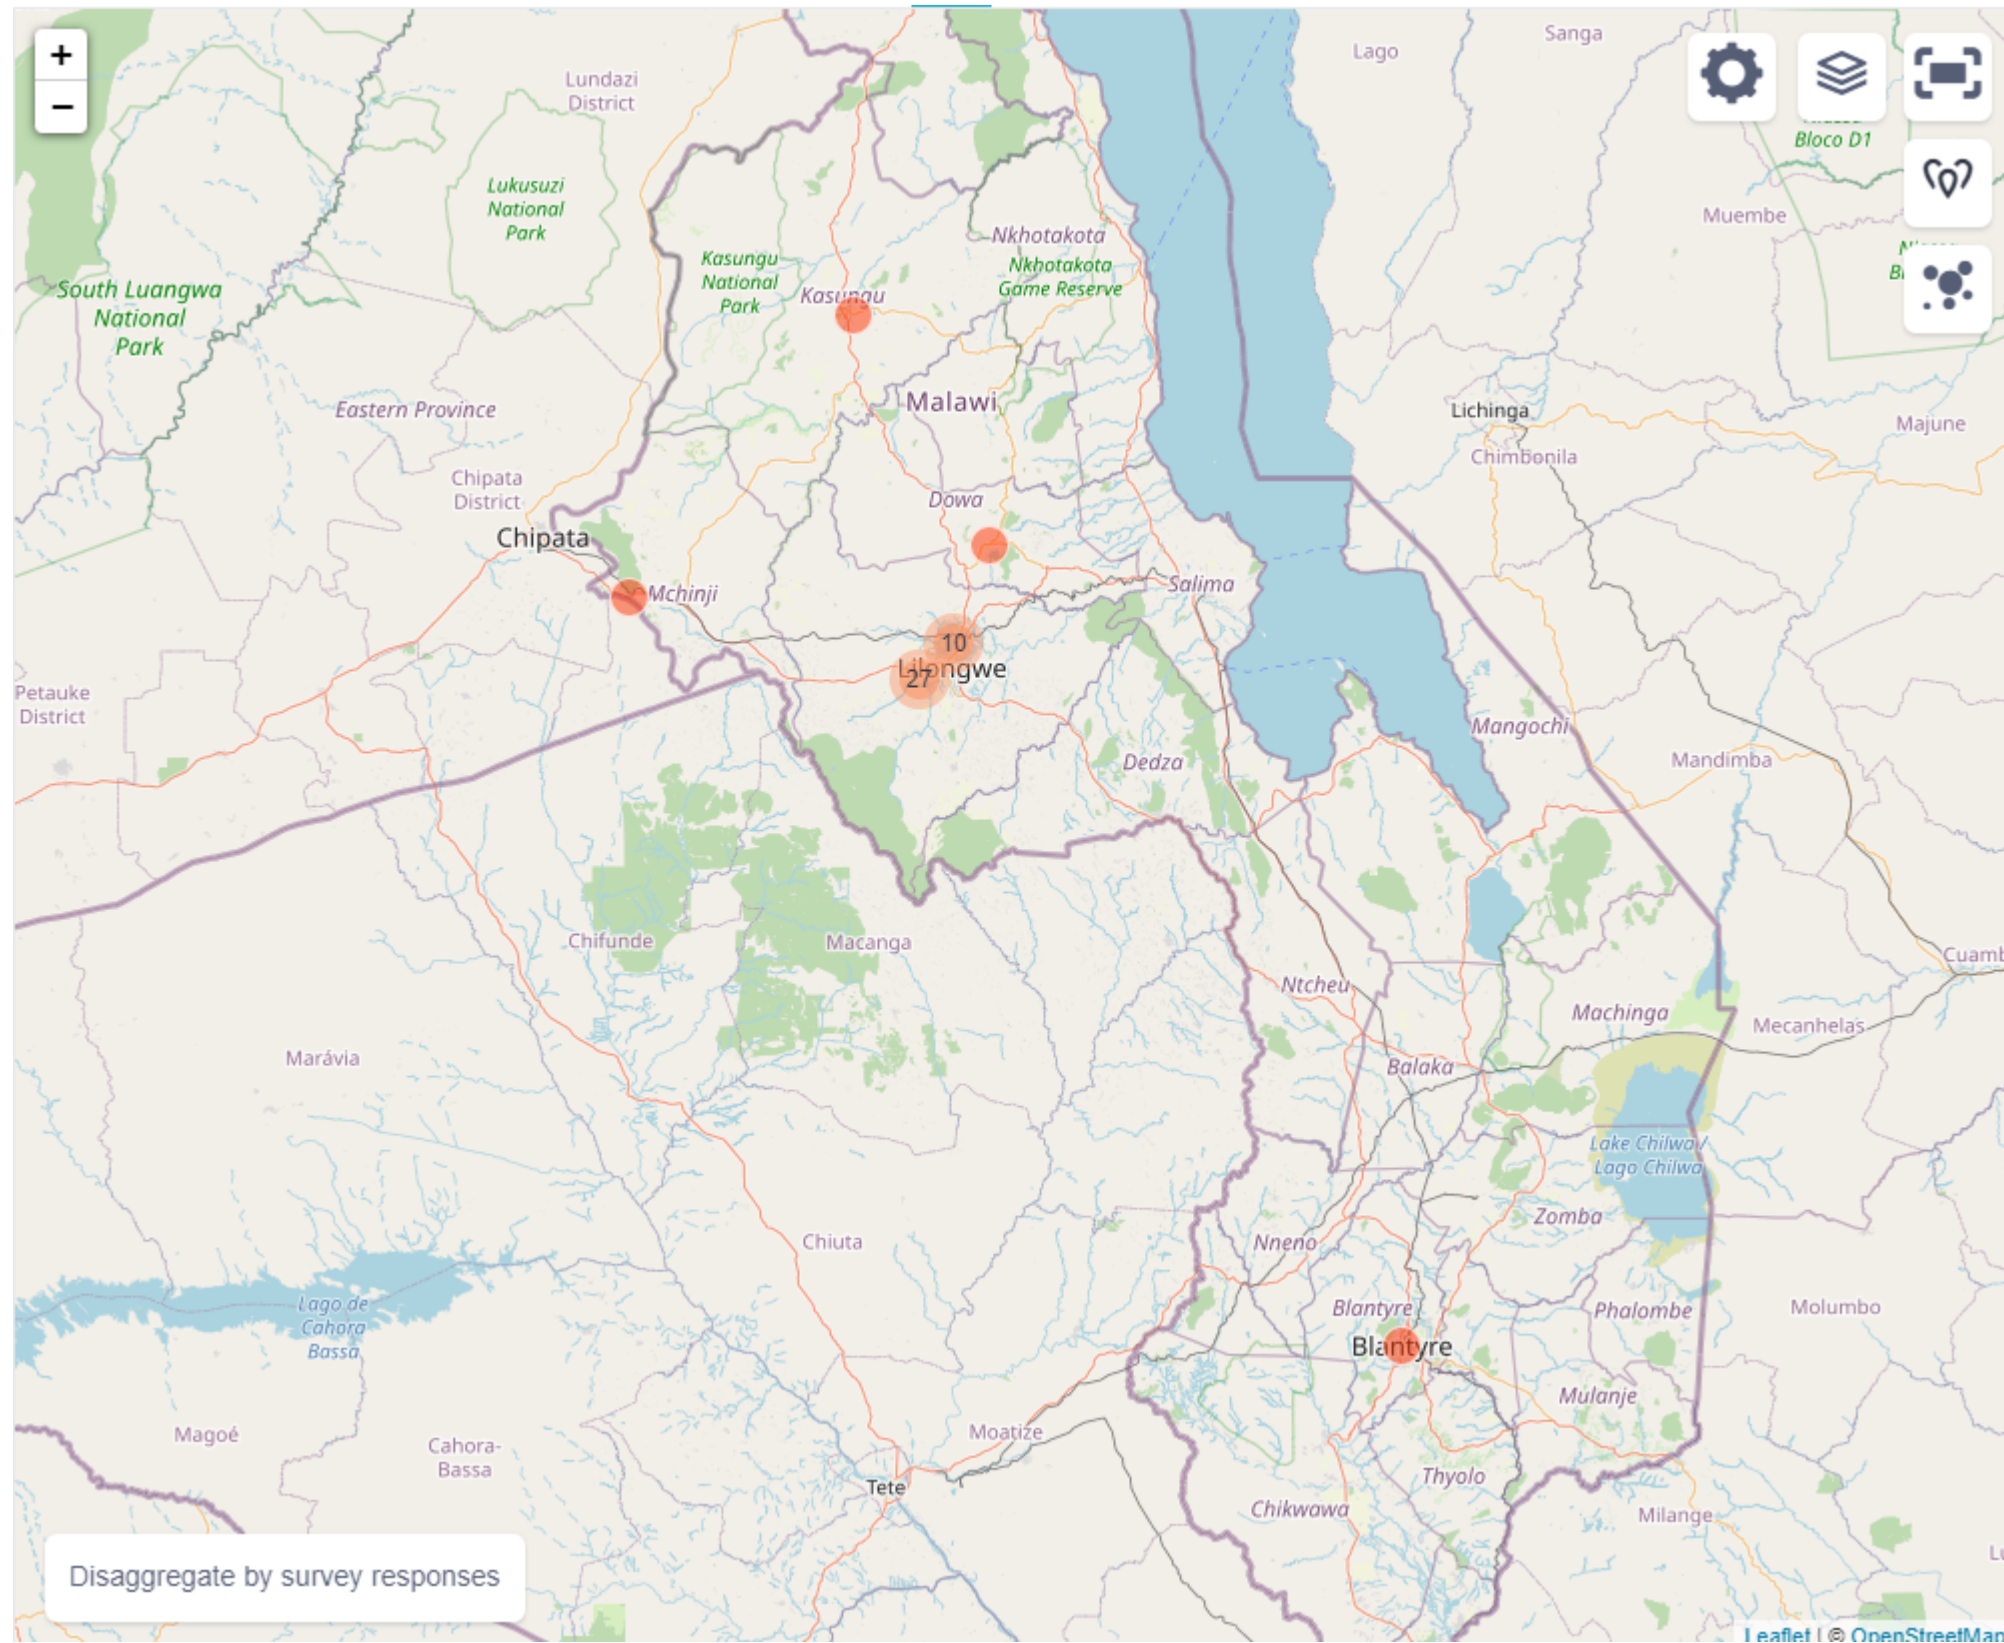 +
−
Lundazi
District
Lago
Sanga
Bloco D1
Lukusuzi
National
Park
Muembe
Nkhotakota
Nkhotakota
Game Reserve
Kasungu
National
Park
Kasungu
South Luangwa
National
Park
Malawi
Eastern Province
Lichinga
Majune
Chimbonila
Chipata
District
Dowa
Chipata
Mchinji
Salima
10
Lilongwe
27
Petauke
District
Mangochi
Dedza
Mandimba
Chifunde
Macanga
Cuamb
Ntcheu
Machinga
Mecanhelas
Marávia
Balaka
Lake Chilwa /
Lago Chilwa
Zomba
Chiuta
Nneno
Lago de
Cahora
Bassa
Blantyre
Phalombe
Molumbo
Blantyre
Mulanje
Magoé
Moatize
Cahora-
Bassa
Thyolo
Tete
Chikwawa
Milange
Disaggregate by survey responses
Leaflet | © OpenStreetMap